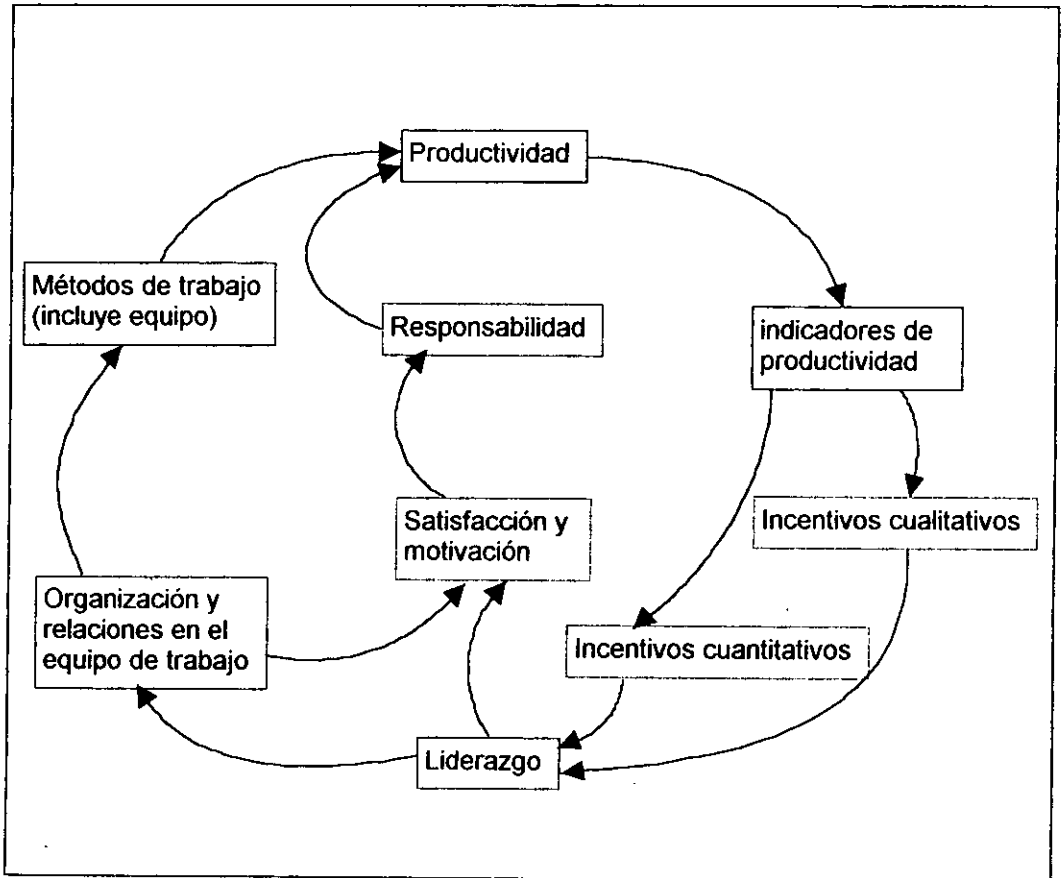 Productividad
Métodos de trabajo
(incluye equipo)
Responsabilidad
indicadores de
productividad
Satisfacción y
motivación
Incentivos cualitativos
Organización y
relaciones en el
equipo de trabajo
Incentivos cuantitativos
Liderazgo